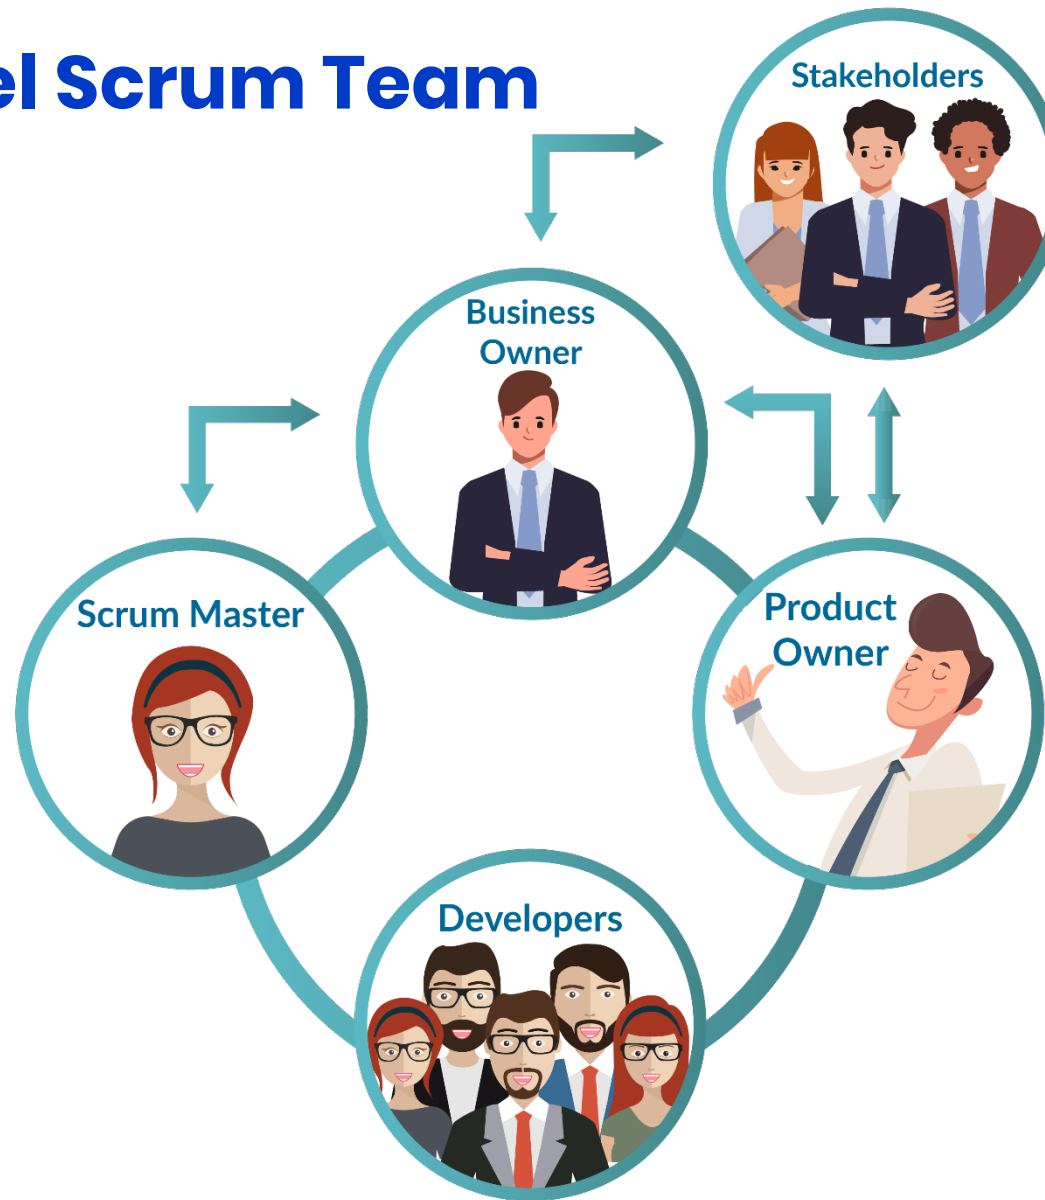 el Scrum Team
Stakeholders
Business
Owner
Scrum Master
Product
Owner
Developers